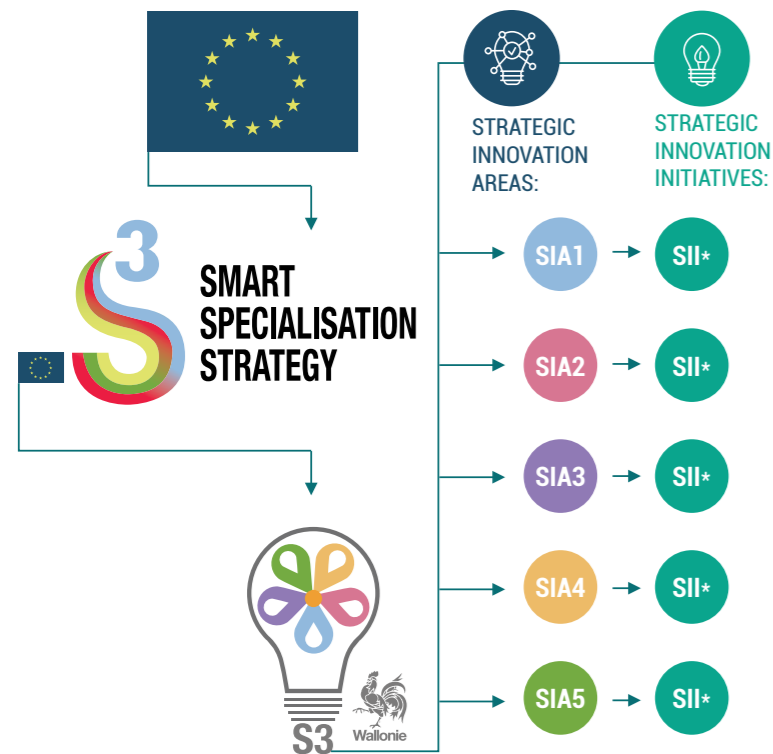 3
S
SMART
SPECIALISATION
STRATEGY
S3
Wallonie
STRATEGIC
INNOVATION
AREAS:
STRATEGIC
INNOVATION
INITIATIVES:
SIA1
SII*
SIA2
SII*
SIA3
SII*
SIA4
SII*
SIA5
SII*